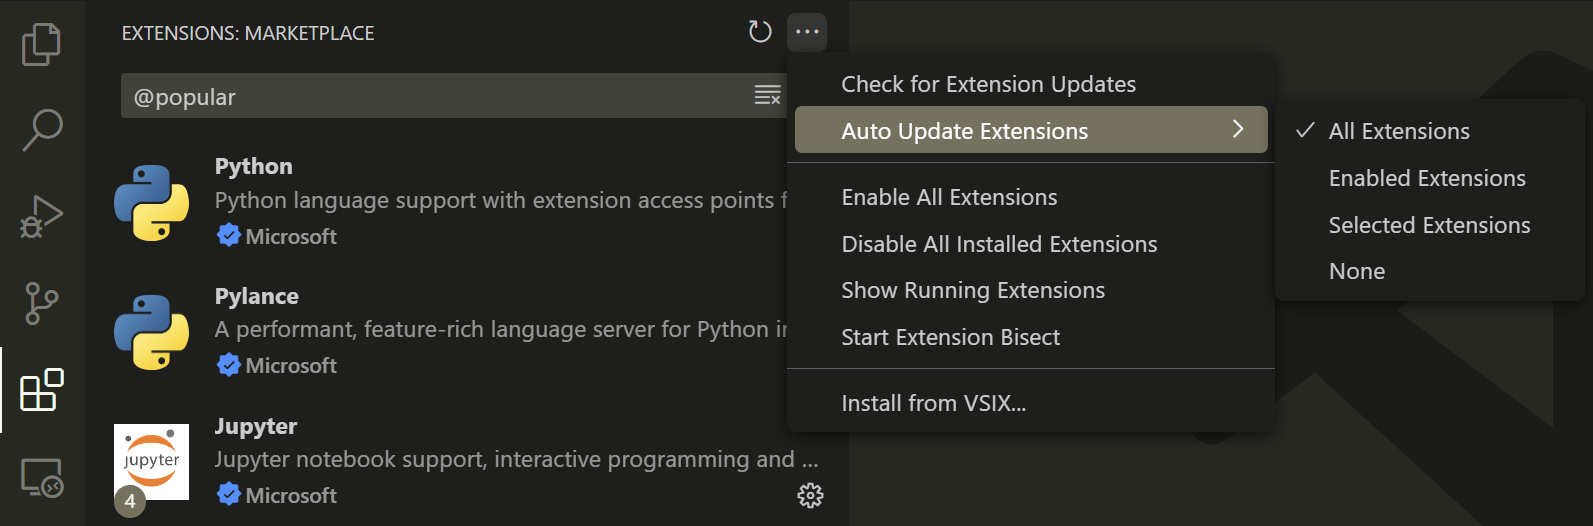 EXTENSIONS: MARKETPLACE
@popular
Python
Python language support with extension access points f
Microsoft
Pylance
A performant, feature-rich language server for Python in
Microsoft
Jupyter
Jupyter notebook support, interactive programming and ...
Microsoft
jupyter
4
Check for Extension Updates
Auto Update Extensions
Enable All Extensions
Disable All Installed Extensions
Show Running Extensions
Start Extension Bisect
Install from VSIX...
All Extensions
Enabled Extensions
Selected Extensions
None